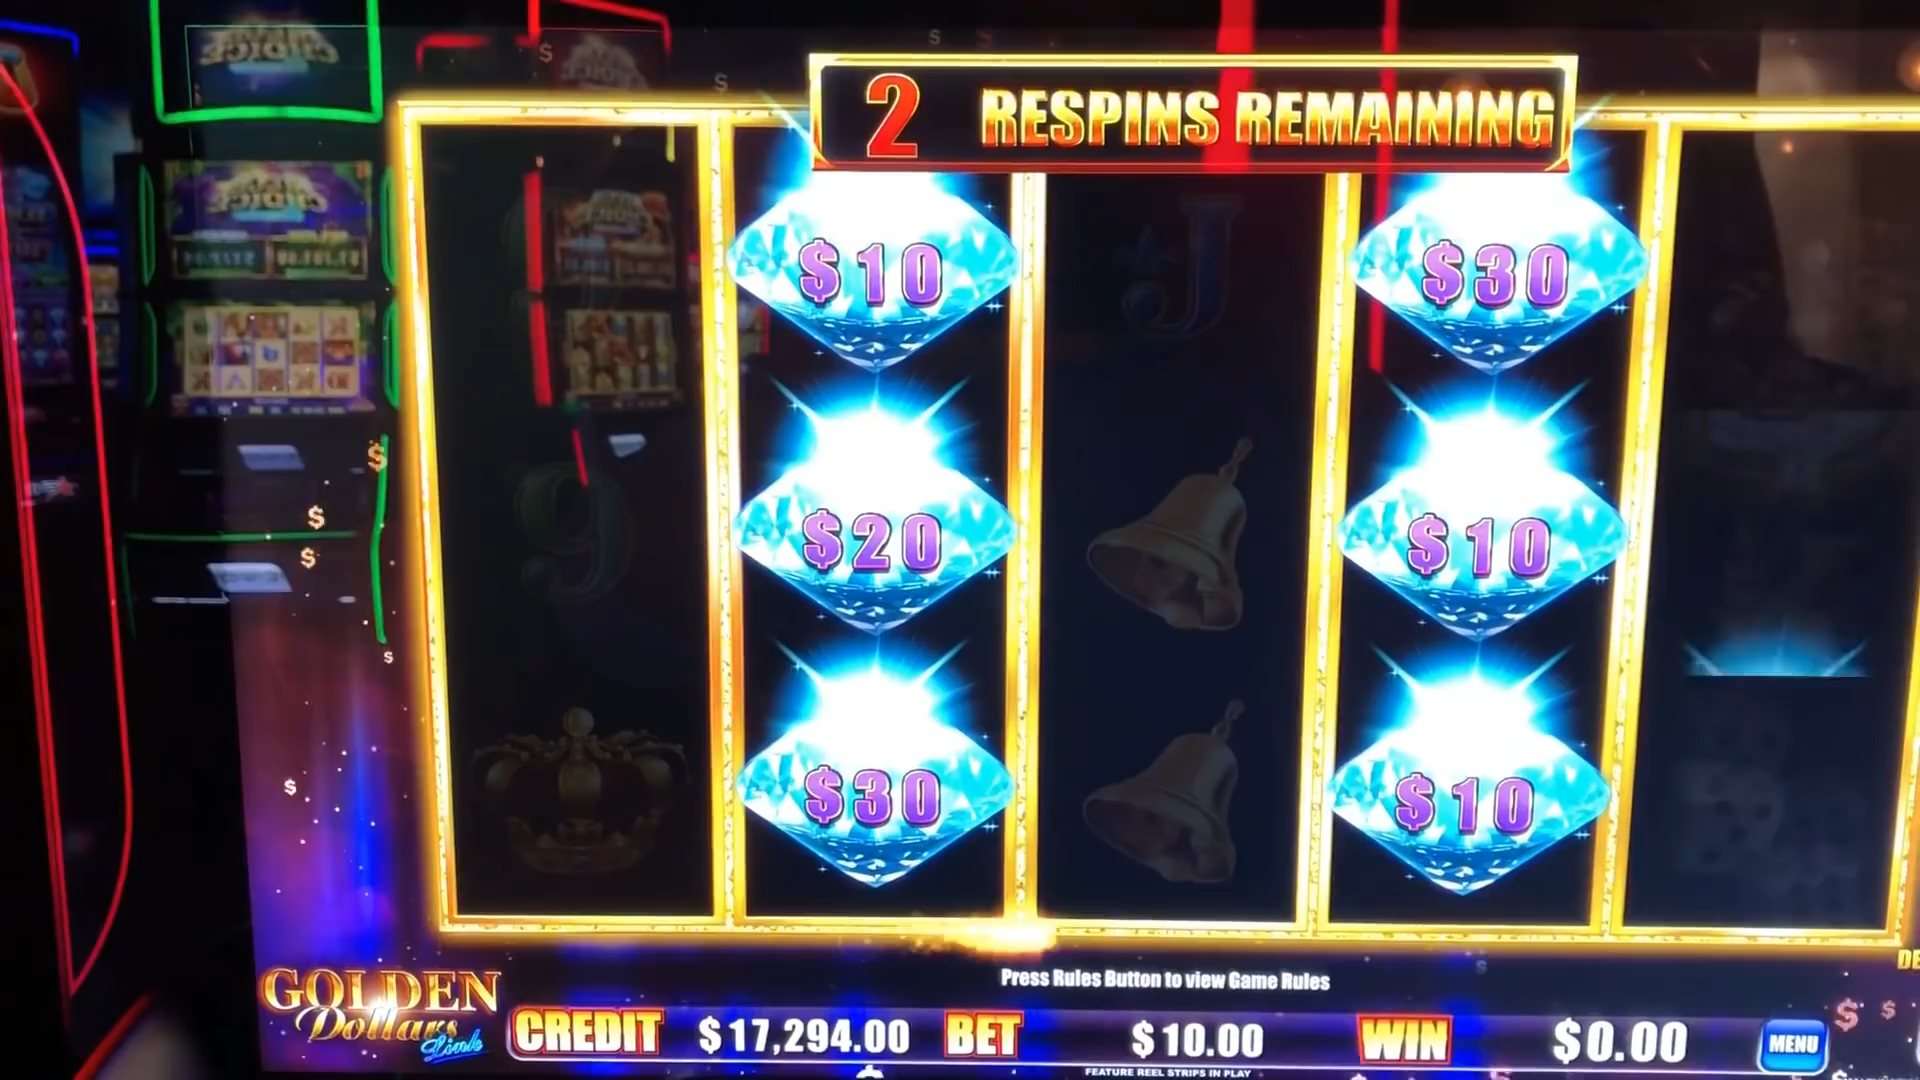 2 RESPINS REMAINING
$10
$30
J
$20
$10
9
$30
$10
Press Rules Button to view Game Rules
GOLDEN
Dollars
Link
CREDIT $17,294.00 BET $10.00 WIN $0.00 MENU
FEATURE REEL STRIPS IN PLAY